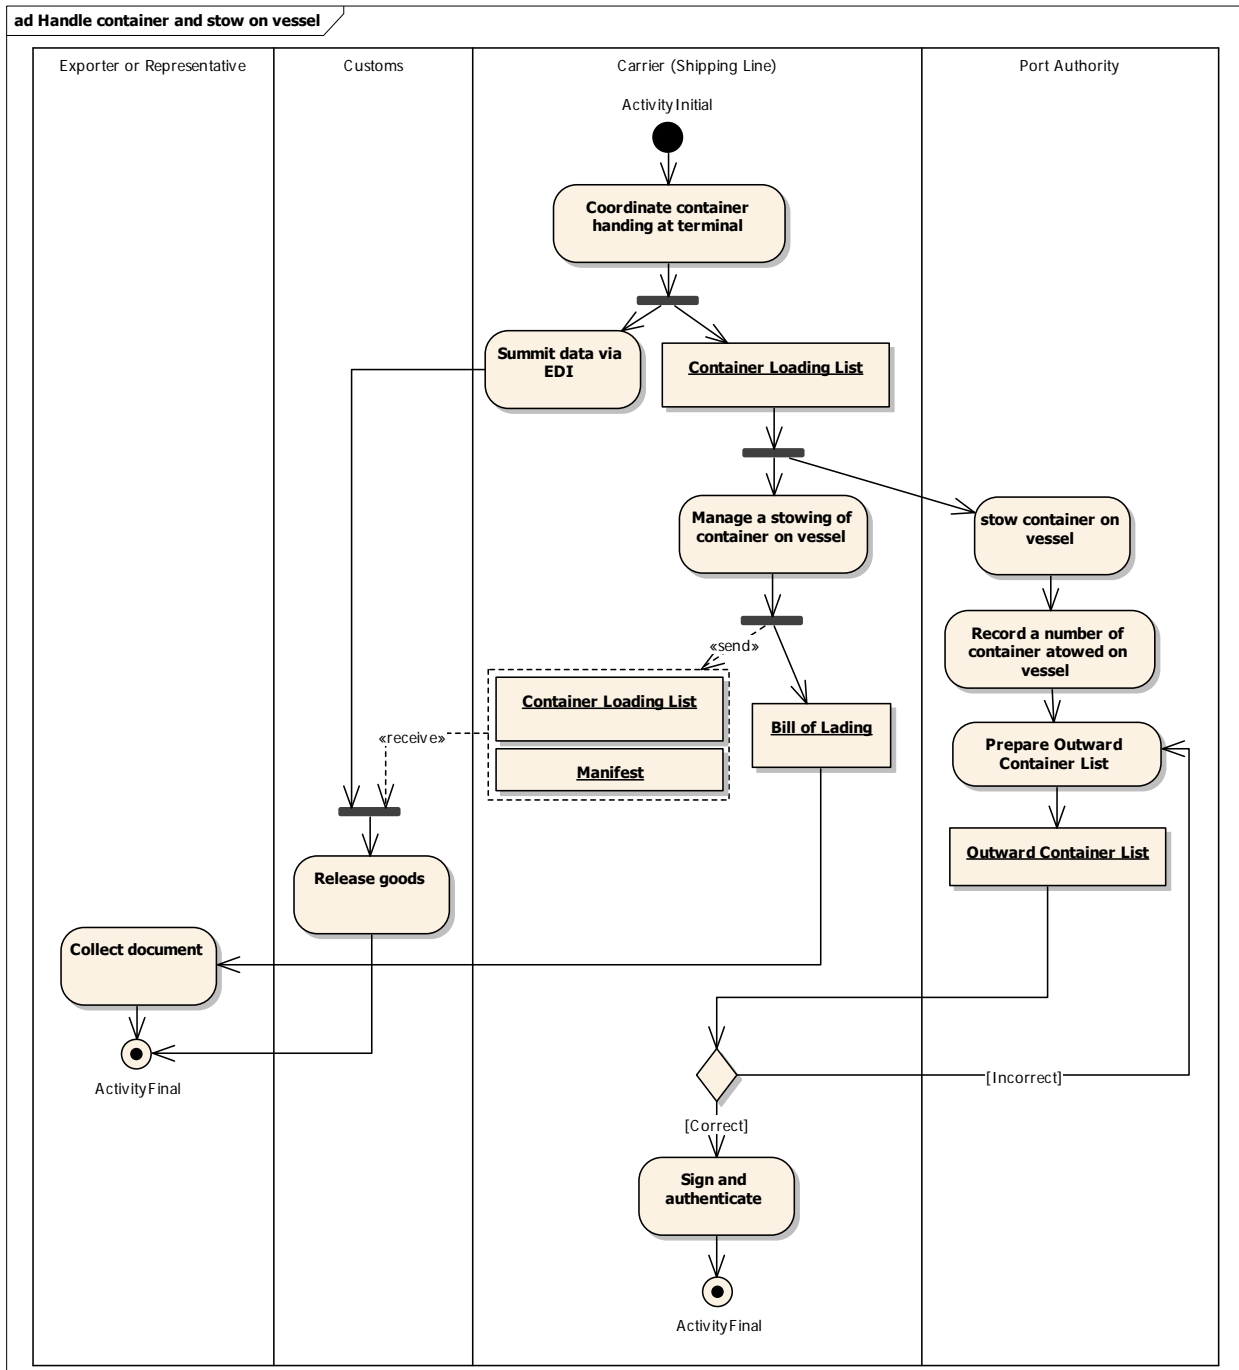 ad Handle container and stow on vessel
Exporter or Representative
Customs
Carrier (Shipping Line)
Port Authority
Activity Initial
Coordinate container
handing at terminal
Summit data via
EDI
Container Loading List
Manage a stowing of
container on vessel
stow container on
vessel
Record a number of
container atowed on
vessel
«send»
Container Loading List
Manifest
«receive»
Bill of Lading
Prepare Outward
Container List
Outward Container List
Release goods
Collect document
ActivityFinal
[Incorrect]
[Correct]
Sign and
authenticate
ActivityFinal